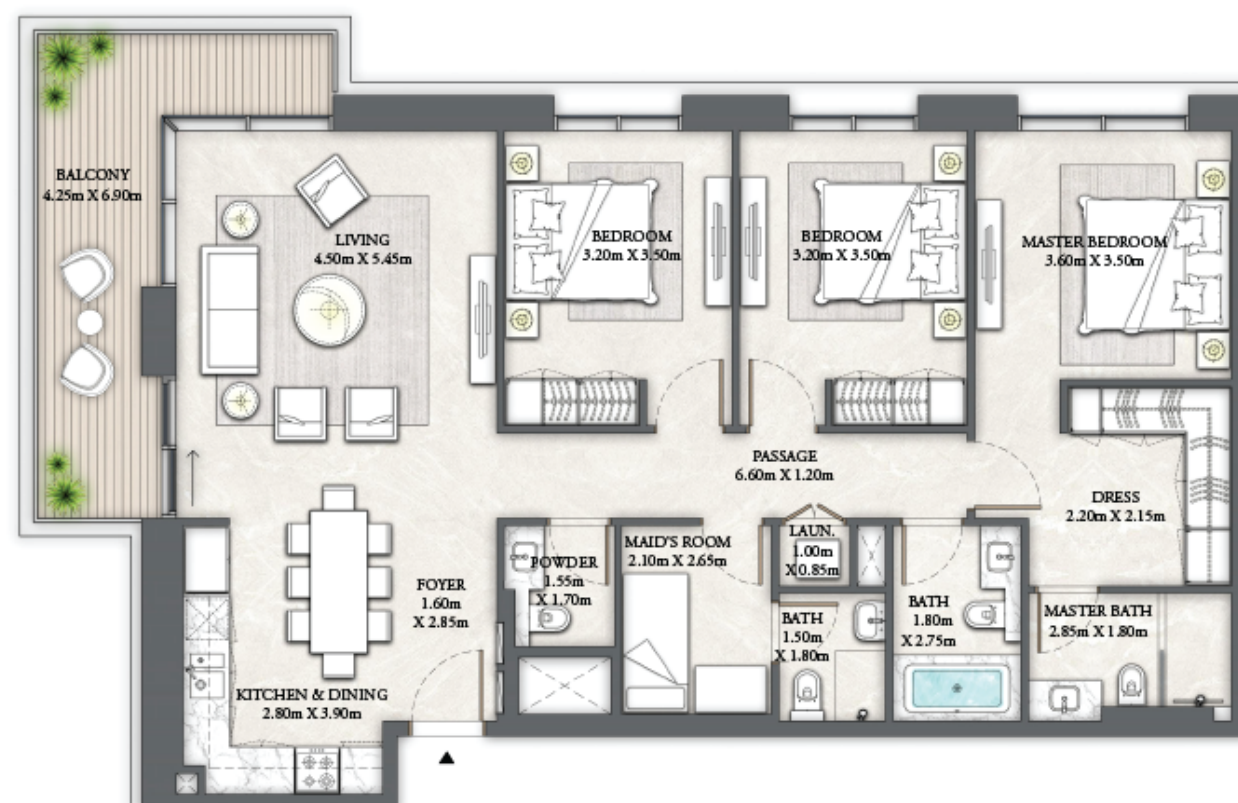 BALCONY
4.25m X 6.90m
LIVING
4.50m X 5.45m
BEDROOM
3.20m X 3.50m
BEDROOM
3.20m X 3.50m
MASTER BEDROOM
3.60m X 3.50m
PASSAGE
6.60m X 1.20m
DRESS
2.20m X 2.15m
FOYER
1.60m
X 2.85m
POWDER
1.55m
X 1.70m
MAID'S ROOM
2.10m X 2.65m
LAUN.
1.00m
X 0.85m
BATH
1.50m
X 1.80m
BATH
1.80m
X 2.75m
MASTER BATH
2.85m X 1.80m
KITCHEN & DINING
2.80m X 3.90m